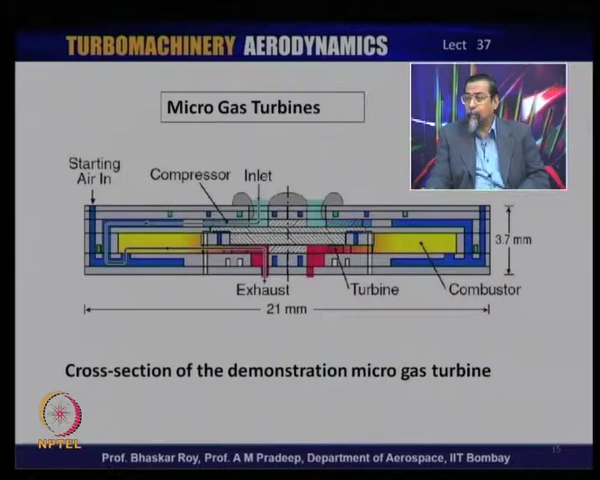 TURBOMACHINERY AERODYNAMICS
Lect 37
Micro Gas Turbines
Starting
Air In
Compressor
Inlet
3.7 mm
Exhaust
Turbine
Combustor
21 mm
Cross-section of the demonstration micro gas turbine
NPTEL
Prof. Bhaskar Roy, Prof. A M Pradeep, Department of Aerospace, IIT Bombay
15